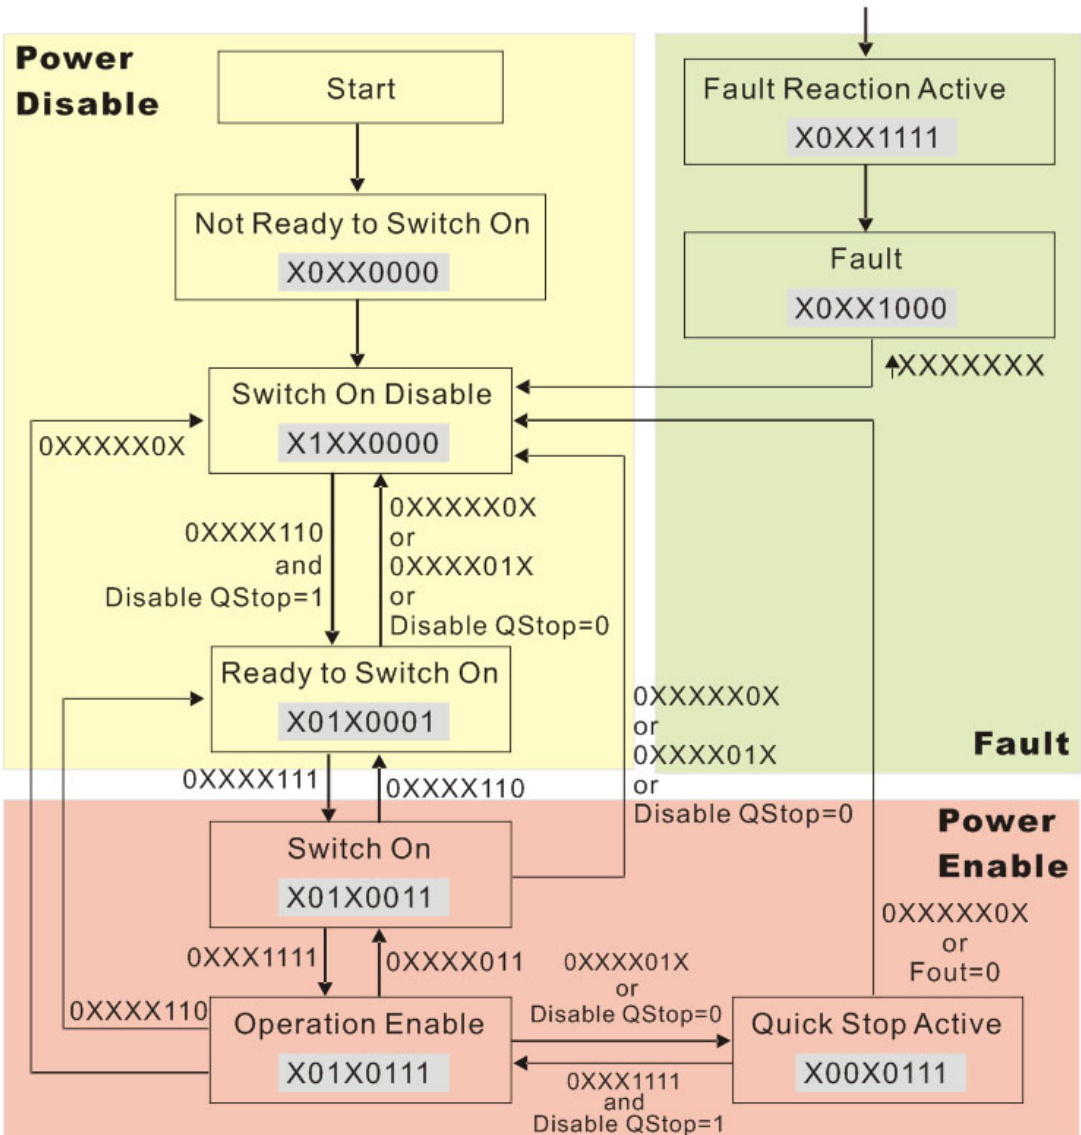 Power
Disable
Start
Not Ready to Switch On
X0XX0000
Switch On Disable
X1XX0000
0XXXXX0X
0XXXX110
and
Disable QStop=1
0XXXXX0X
or
0XXXX01X
or
Disable QStop=0
Ready to Switch On
X01X0001
0XXXX111
0XXXX110
Fault Reaction Active
X0XX1111
Fault
X0XX1000
XXXXXXX
Fault
0XXXXX0X
or
0XXXX01X
or
Disable QStop=0
Power
Enable
Switch On
X01X0011
0XXX1111
0XXXX011
0XXXX110
Operation Enable
X01X0111
0XXXX01X
or
Disable QStop=0
0XXX1111
and
Disable QStop=1
0XXXXX0X
or
Fout=0
Quick Stop Active
X00X0111